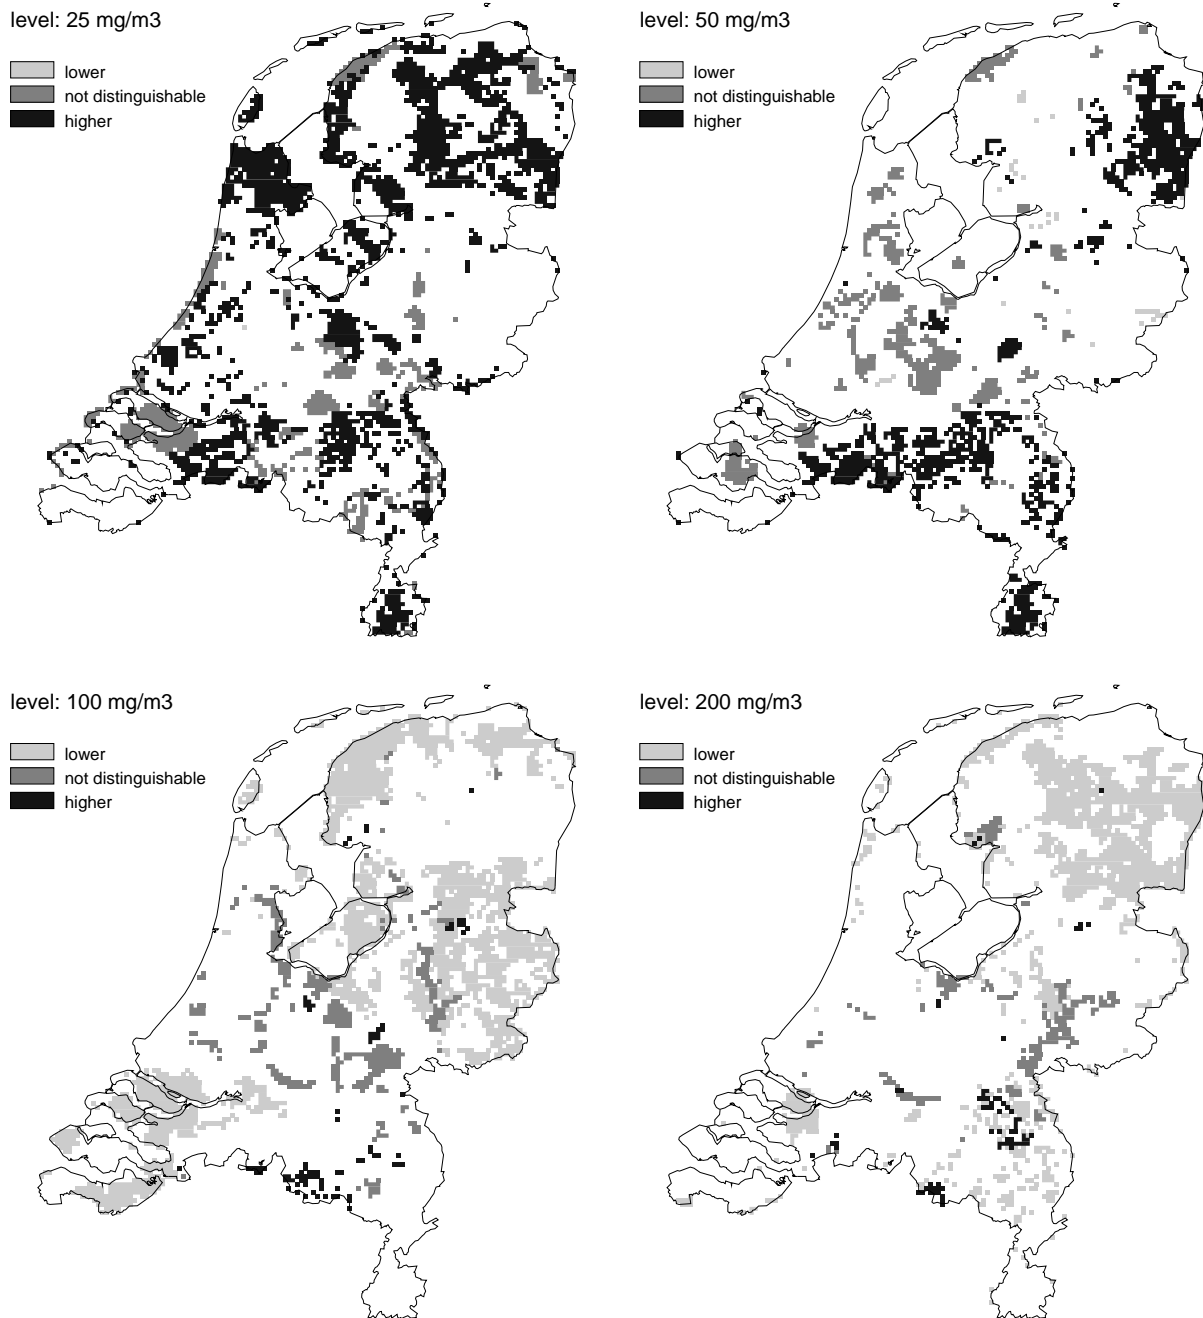 level: 25 mg/m3
lower
not distinguishable
higher
level: 50 mg/m3
lower
not distinguishable
higher
level: 100 mg/m3
lower
not distinguishable
higher
level: 200 mg/m3
lower
not distinguishable
higher